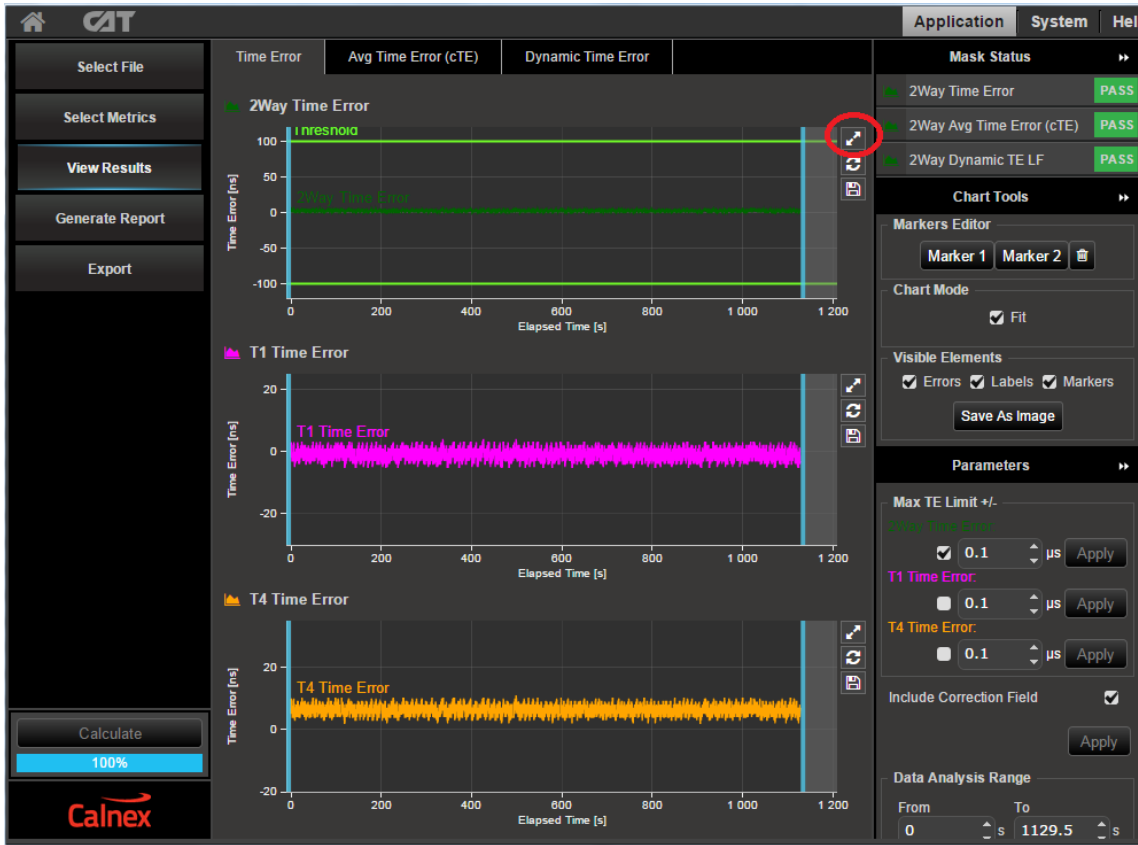 CAT
Application System Hel
Select File
Select Metrics
View Results
Generate Report
Export
Calculate
100%
Calnex
Time Error Avg Time Error (cTE) Dynamic Time Error
2Way Time Error
Threshold
2Way Time Error
100
50
0
-50
-100
Time Error [ns]
0 200 400 600 800 1 000 1 200
Elapsed Time [s]
T1 Time Error
T1 Time Error
20
0
-20
Time Error [ns]
0 200 400 600 800 1 000 1 200
Elapsed Time [s]
T4 Time Error
T4 Time Error
20
0
-20
Time Error [ns]
0 200 400 600 800 1 000 1 200
Elapsed Time [s]
Mask Status
2Way Time Error PASS
2Way Avg Time Error (cTE) PASS
2Way Dynamic TE LF PASS
Chart Tools
Markers Editor
Marker 1 Marker 2
Chart Mode
Fit
Visible Elements
Errors Labels Markers
Save As Image
Parameters
Max TE Limit +/-
2Way Time Error:
0.1 µs Apply
T1 Time Error:
0.1 µs Apply
T4 Time Error:
0.1 µs Apply
Include Correction Field
Apply
Data Analysis Range
From To
0 s 1129.5 s